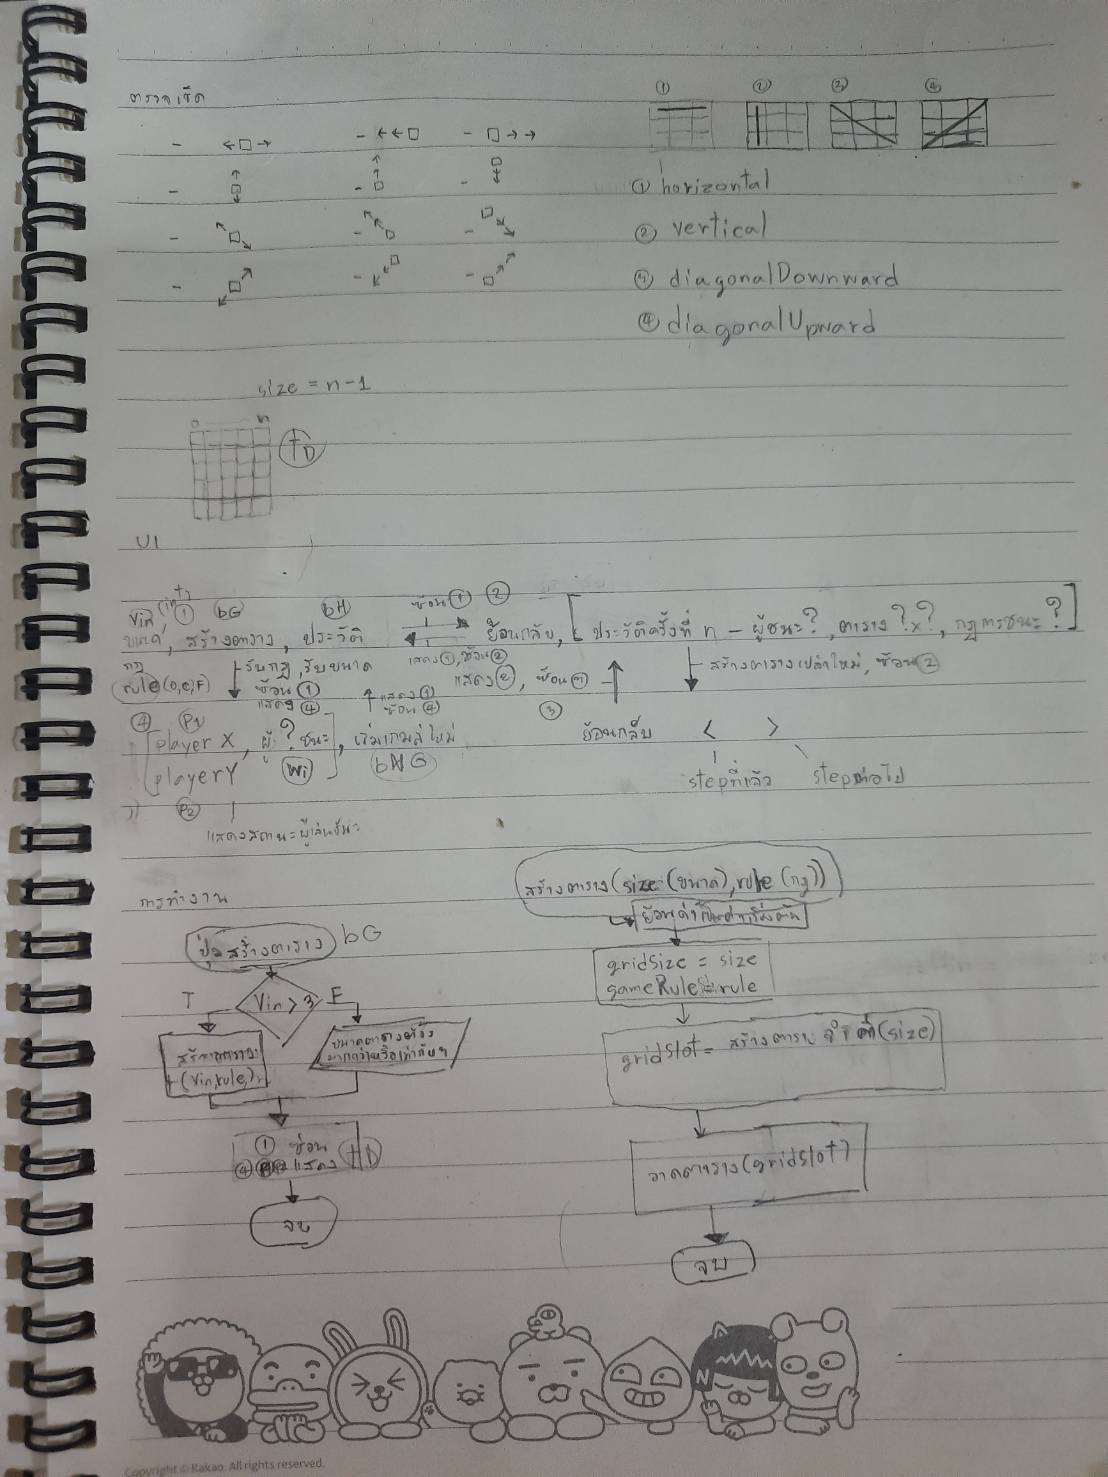 ตรวจเช็ค
① ② ③ ④
① horizontal
② vertical
③ diagonalDownward
④ diagonalUpward
size = n-1
0 n
tD
UI
Vin (int) ① bG bH ซ่อน ① ②
ขนาด, สร้างตาราง, ประวัติ ย้อนกลับ, [ประวัติครั้งที่ n - ผู้ชนะ?, ตาราง ?x?, กฎการชนะ?]
กฎ รับกฎ, รับขนาด แสดง ①, ซ่อน ② สร้างตารางเปล่าใหม่, ซ่อน ②
rule(0,e,F) ซ่อน ① แสดง ① แสดง ②, ซ่อน ③
แสดง ④ ซ่อน ④ ③
④ P1
player X, ผู้ ? ชนะ, เริ่มเกมส์ใหม่ ย้อนกลับ < >
player Y Wi bNG stepที่แล้ว stepต่อไป
P2
แสดงสถานะผู้เล่นชนะ
การทำงาน
สร้างตาราง(size (ขนาด), rule (กฎ))
ปุ่มสร้างตาราง bG
gridSize = size
gameRule = rule
T Vin > 3 F
สร้างตาราง
(Vin, rule)
ขนาดตารางต้อง
มากกว่าหรือเท่ากับ
gridSlot = สร้างตาราง (size)
① ซ่อน
④ แสดง tD
วาดตาราง(gridSlot)
จบ
จบ
N
Copyright © Kakao. All rights reserved.